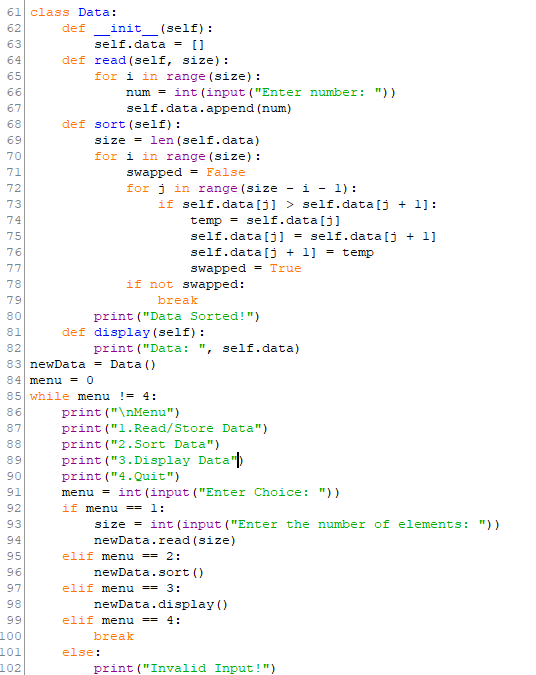 61 class Data:
62     def __init__(self):
63         self.data = []
64     def read(self, size):
65         for i in range(size):
66             num = int(input("Enter number: "))
67             self.data.append(num)
68     def sort(self):
69         size = len(self.data)
70         for i in range(size):
71             swapped = False
72             for j in range(size - i - 1):
73                 if self.data[j] > self.data[j + 1]:
74                     temp = self.data[j]
75                     self.data[j] = self.data[j + 1]
76                     self.data[j + 1] = temp
77                     swapped = True
78             if not swapped:
79                 break
80         print("Data Sorted!")
81     def display(self):
82         print("Data: ", self.data)
83 newData = Data()
84 menu = 0
85 while menu != 4:
86     print("\nMenu")
87     print("1.Read/Store Data")
88     print("2.Sort Data")
89     print("3.Display Data")
90     print("4.Quit")
91     menu = int(input("Enter Choice: "))
92     if menu == 1:
93         size = int(input("Enter the number of elements: "))
94         newData.read(size)
95     elif menu == 2:
96         newData.sort()
97     elif menu == 3:
98         newData.display()
99     elif menu == 4:
100         break
101     else:
102         print("Invalid Input!")